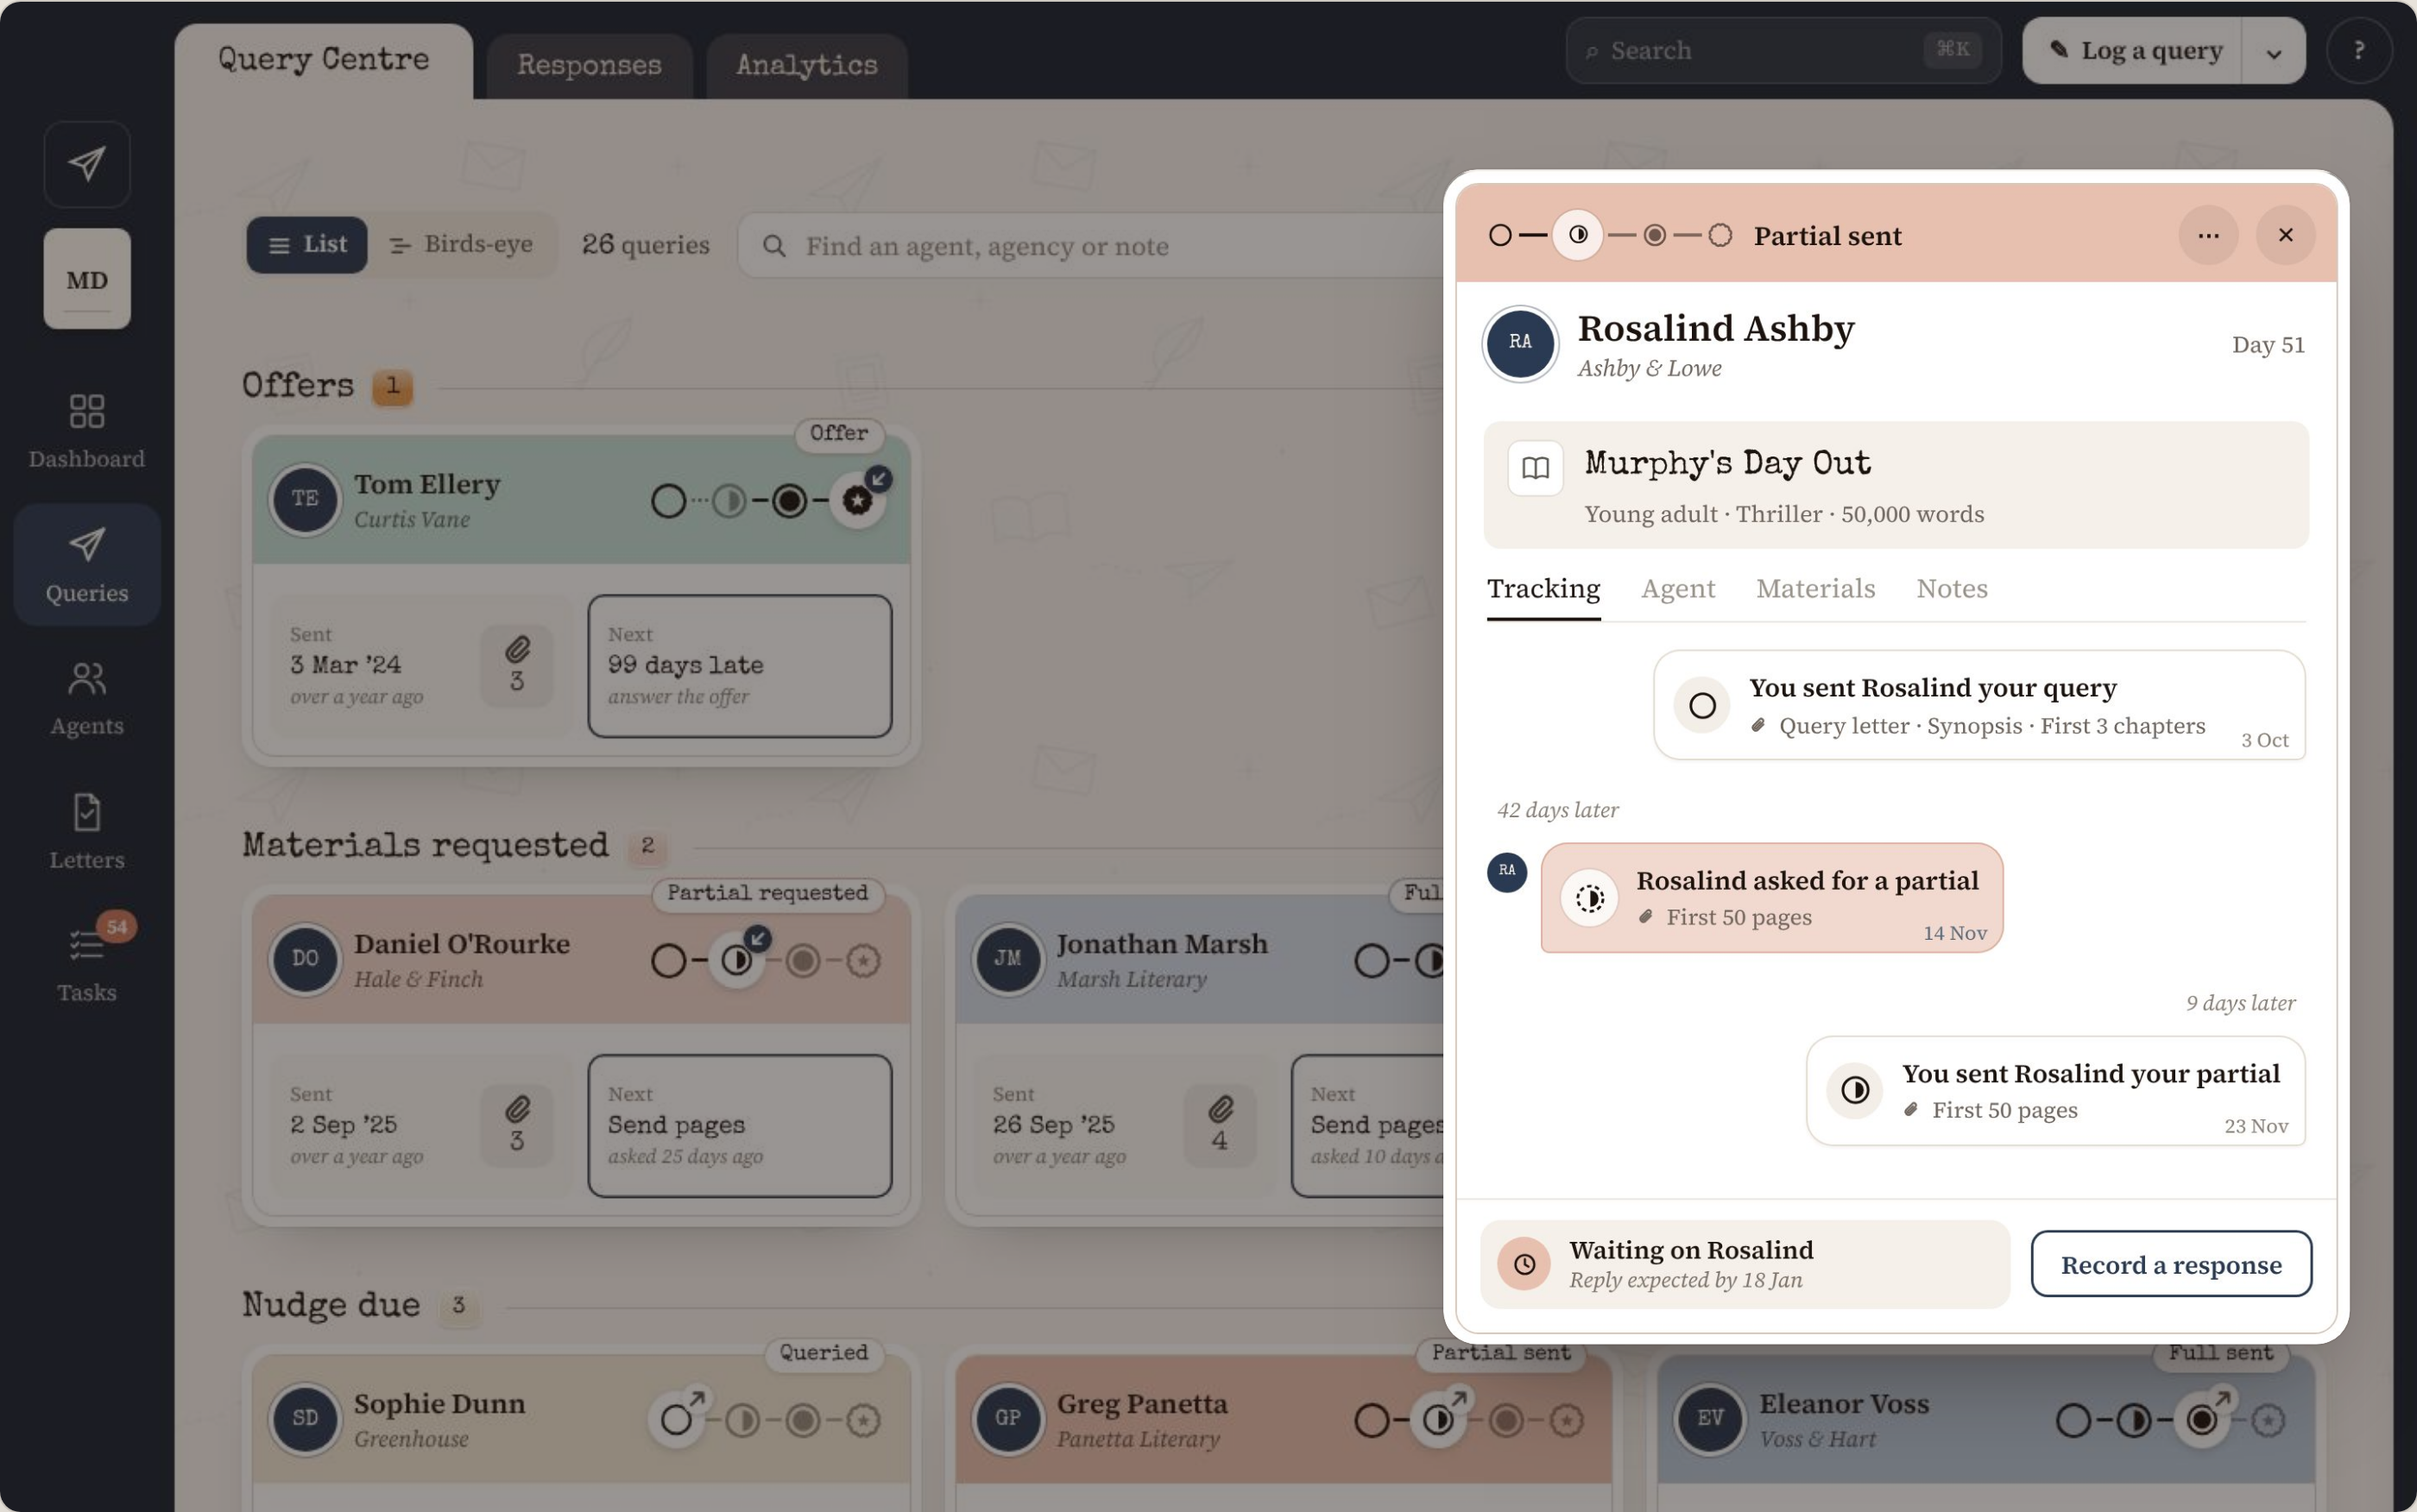 Query Centre
Responses
Analytics
Search
⌘K
Log a query
?
MD
Dashboard
Queries
Agents
Letters
54
Tasks
List
Birds-eye
26 queries
Find an agent, agency or note
Offers 1
Offer
TE
Tom Ellery
Curtis Vane
Sent
3 Mar ’24
over a year ago
3
Next
99 days late
answer the offer
Materials requested 2
Partial requested
DO
Daniel O'Rourke
Hale & Finch
Sent
2 Sep ’25
over a year ago
3
Next
Send pages
asked 25 days ago
JM
Jonathan Marsh
Marsh Literary
Sent
26 Sep ’25
over a year ago
4
Next
Send pages
asked 10 days
Nudge due 3
Queried
SD
Sophie Dunn
Greenhouse
Partial sent
GP
Greg Panetta
Panetta Literary
Full sent
EV
Eleanor Voss
Voss & Hart
Partial sent
RA
Rosalind Ashby
Ashby & Lowe
Day 51
Murphy's Day Out
Young adult · Thriller · 50,000 words
Tracking
Agent
Materials
Notes
You sent Rosalind your query
Query letter · Synopsis · First 3 chapters
3 Oct
42 days later
RA
Rosalind asked for a partial
First 50 pages
14 Nov
9 days later
You sent Rosalind your partial
First 50 pages
23 Nov
Waiting on Rosalind
Reply expected by 18 Jan
Record a response